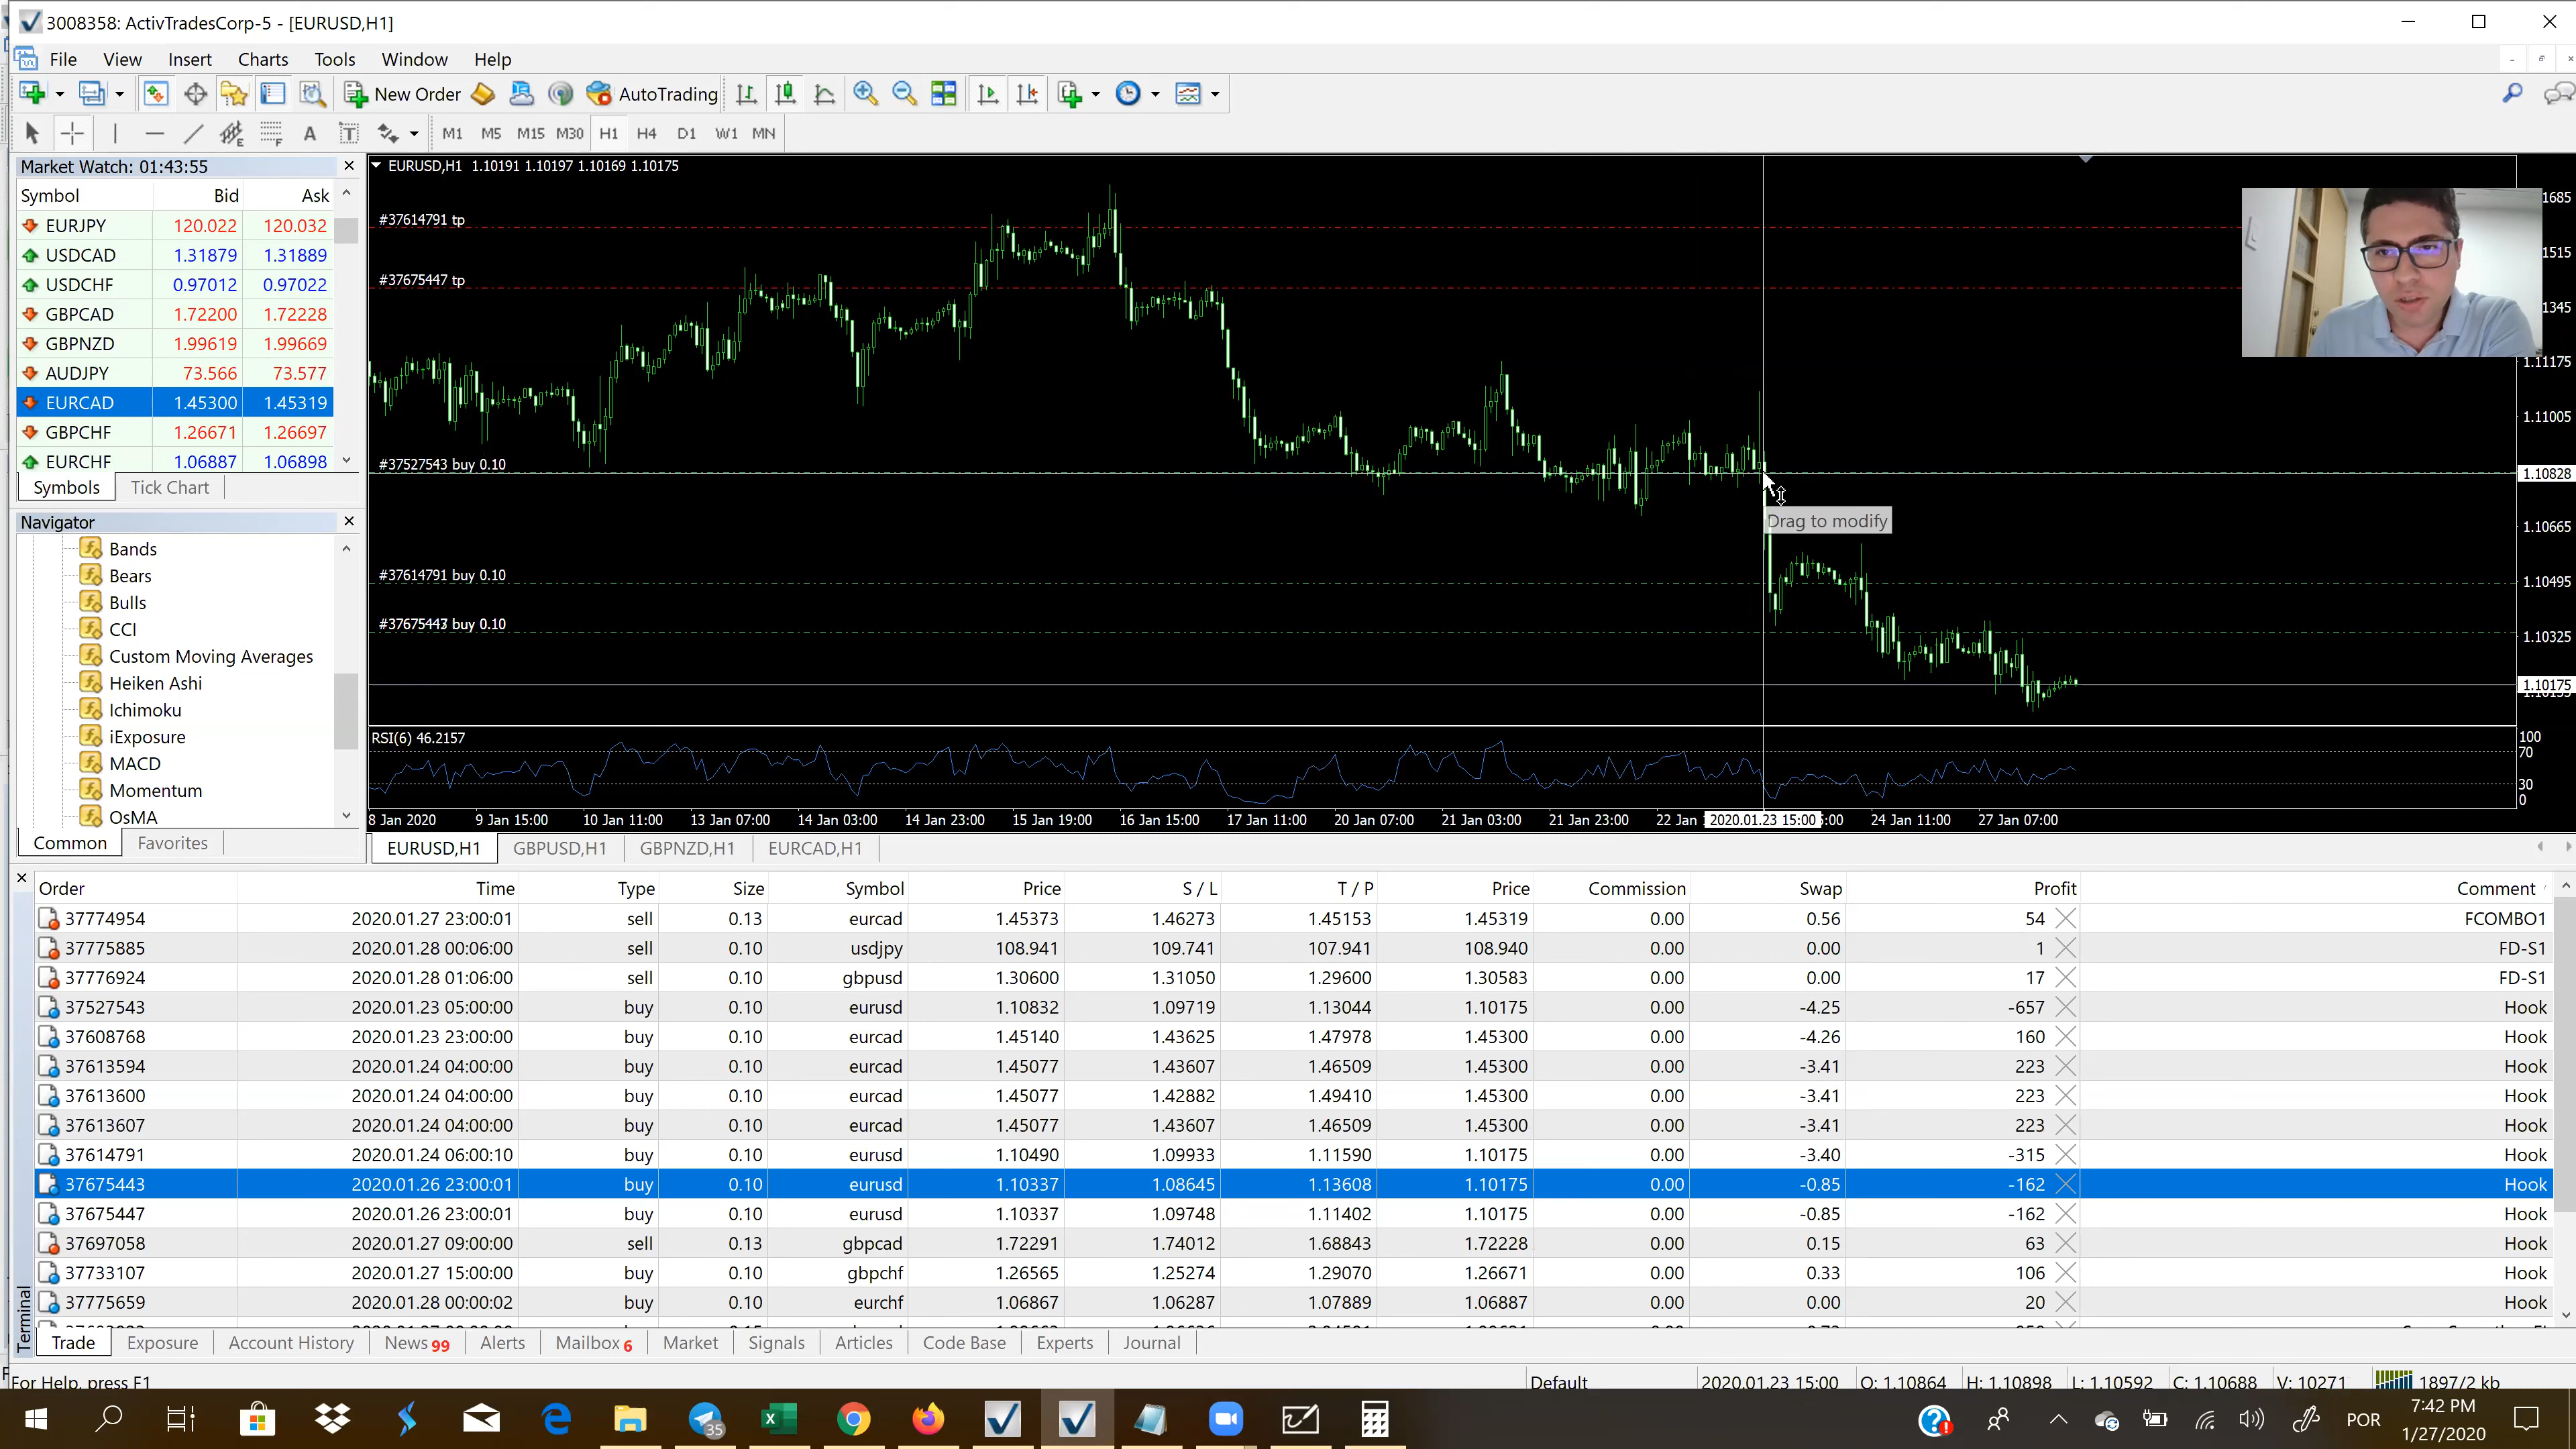 3008358: ActivTradesCorp-5 - [EURUSD,H1]
File View Insert Charts Tools Window Help
New Order AutoTrading
M1 M5 M15 M30 H1 H4 D1 W1 MN
Market Watch: 01:43:55
Symbol Bid Ask
EURJPY 120.022 120.032
USDCAD 1.31879 1.31889
USDCHF 0.97012 0.97022
GBPCAD 1.72200 1.72228
GBPNZD 1.99619 1.99669
AUDJPY 73.566 73.577
EURCAD 1.45300 1.45319
GBPCHF 1.26671 1.26697
EURCHF 1.06887 1.06898
Symbols Tick Chart
Navigator
Bands
Bears
Bulls
CCI
Custom Moving Averages
Heiken Ashi
Ichimoku
iExposure
MACD
Momentum
OsMA
Common Favorites
EURUSD,H1 1.10191 1.10197 1.10169 1.10175
#37614791 tp
#37675447 tp
#37527543 buy 0.10
Drag to modify
#37614791 buy 0.10
buy 0.10
1685
1515
1345
1.11175
1.11005
1.10828
1.10665
1.10495
1.10325
1.10175
RSI(6) 46.2157
100
70
30
0
8 Jan 2020 9 Jan 15:00 10 Jan 11:00 13 Jan 07:00 14 Jan 03:00 14 Jan 23:00 15 Jan 19:00 16 Jan 15:00 17 Jan 11:00 20 Jan 07:00 21 Jan 03:00 21 Jan 23:00 22 Jan 2020.01.23 15:00 24 Jan 11:00 27 Jan 07:00
EURUSD,H1 GBPUSD,H1 GBPNZD,H1 EURCAD,H1
Order Time Type Size Symbol Price S / L T / P Price Commission Swap Profit Comment
37774954 2020.01.27 23:00:01 sell 0.13 eurcad 1.45373 1.46273 1.45153 1.45319 0.00 0.56 54 FCOMBO1
37775885 2020.01.28 00:06:00 sell 0.10 usdjpy 108.941 109.741 107.941 108.940 0.00 0.00 1 FD-S1
37776924 2020.01.28 01:06:00 sell 0.10 gbpusd 1.30600 1.31050 1.29600 1.30583 0.00 0.00 17 FD-S1
37527543 2020.01.23 05:00:00 buy 0.10 eurusd 1.10832 1.09719 1.13044 1.10175 0.00 -4.25 -657 Hook
37608768 2020.01.23 23:00:00 buy 0.10 eurcad 1.45140 1.43625 1.47978 1.45300 0.00 -4.26 160 Hook
37613594 2020.01.24 04:00:00 buy 0.10 eurcad 1.45077 1.43607 1.46509 1.45300 0.00 -3.41 223 Hook
37613600 2020.01.24 04:00:00 buy 0.10 eurcad 1.45077 1.42882 1.49410 1.45300 0.00 -3.41 223 Hook
37613607 2020.01.24 04:00:00 buy 0.10 eurcad 1.45077 1.43607 1.46509 1.45300 0.00 -3.41 223 Hook
37614791 2020.01.24 06:00:10 buy 0.10 eurusd 1.10490 1.09933 1.11590 1.10175 0.00 -3.40 -315 Hook
37675443 2020.01.26 23:00:01 buy 0.10 eurusd 1.10337 1.08645 1.13608 1.10175 0.00 -0.85 -162 Hook
37675447 2020.01.26 23:00:01 buy 0.10 eurusd 1.10337 1.09748 1.11402 1.10175 0.00 -0.85 -162 Hook
37697058 2020.01.27 09:00:00 sell 0.13 gbpcad 1.72291 1.74012 1.68843 1.72228 0.00 0.15 63 Hook
37733107 2020.01.27 15:00:00 buy 0.10 gbpchf 1.26565 1.25274 1.29070 1.26671 0.00 0.33 106 Hook
37775659 2020.01.28 00:00:02 buy 0.10 eurchf 1.06867 1.06287 1.07889 1.06887 0.00 0.00 20 Hook
Terminal
Trade Exposure Account History News 99 Alerts Mailbox 6 Market Signals Articles Code Base Experts Journal
For Help, press F1 Default 2020.01.23 15:00 O: 1.10864 H: 1.10898 L: 1.10592 C: 1.10688 V: 10271 1897/2 kb
35 POR 7:42 PM
1/27/2020